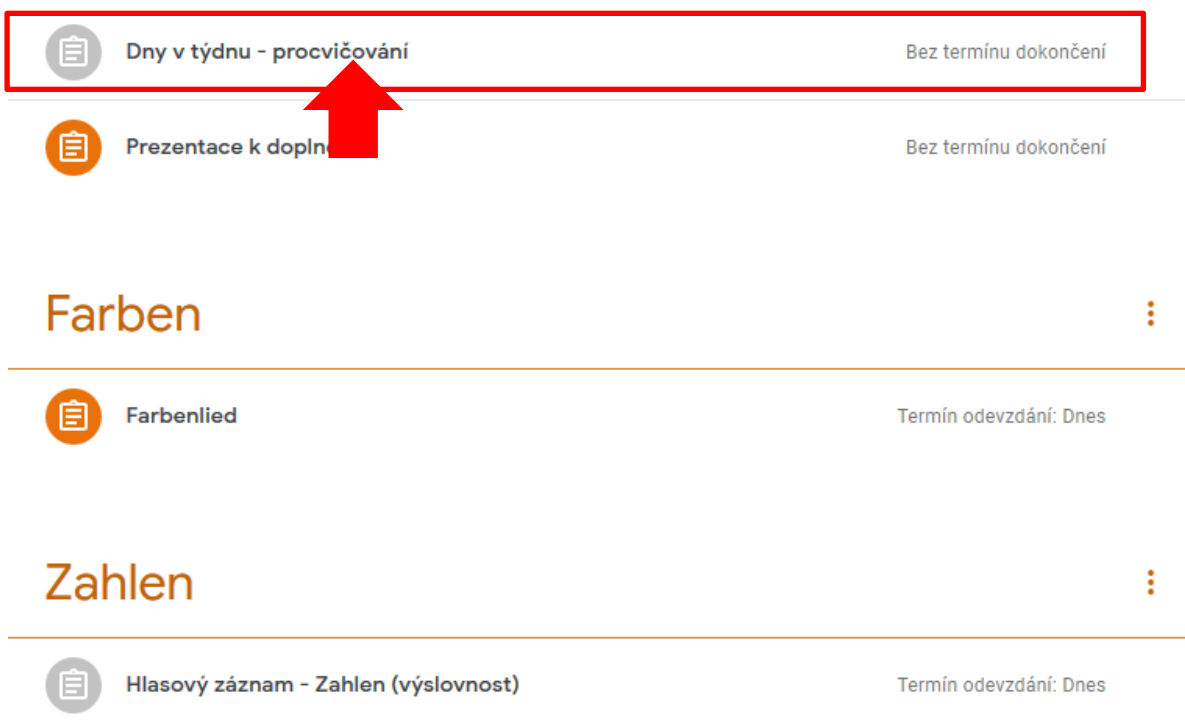 Dny v týdnu - procvičování
Bez termínu dokončení
Prezentace k
Bez termínu dokončení
Farben
Farbenlied
Termín odevzdání: Dnes
Zahlen
Hlasový záznam - Zahlen (výslovnost)
Termín odevzdání: Dnes